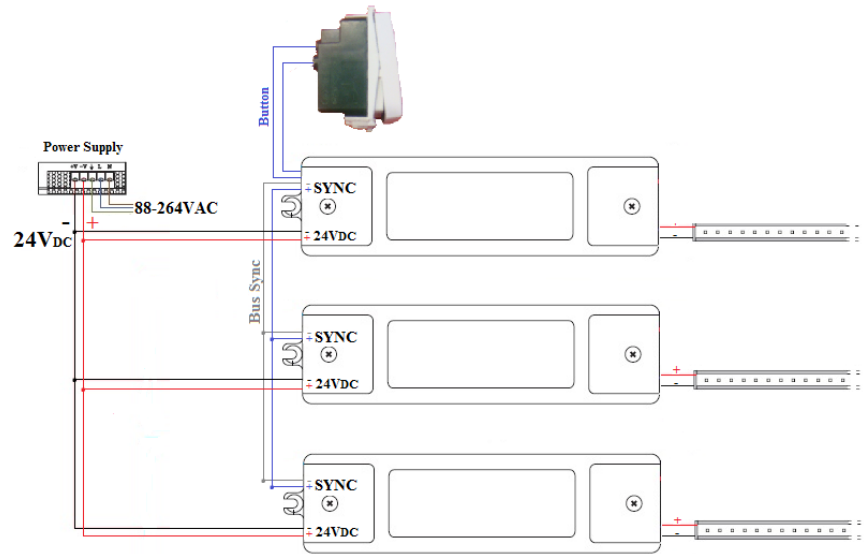 Button
Power Supply
+V -V ⏚ L N
88-264VAC
- +
24VDC
Bus Sync
-
+ SYNC
-
+ 24VDC
+
-
-
+ SYNC
-
+ 24VDC
+
-
-
+ SYNC
-
+ 24VDC
+
-